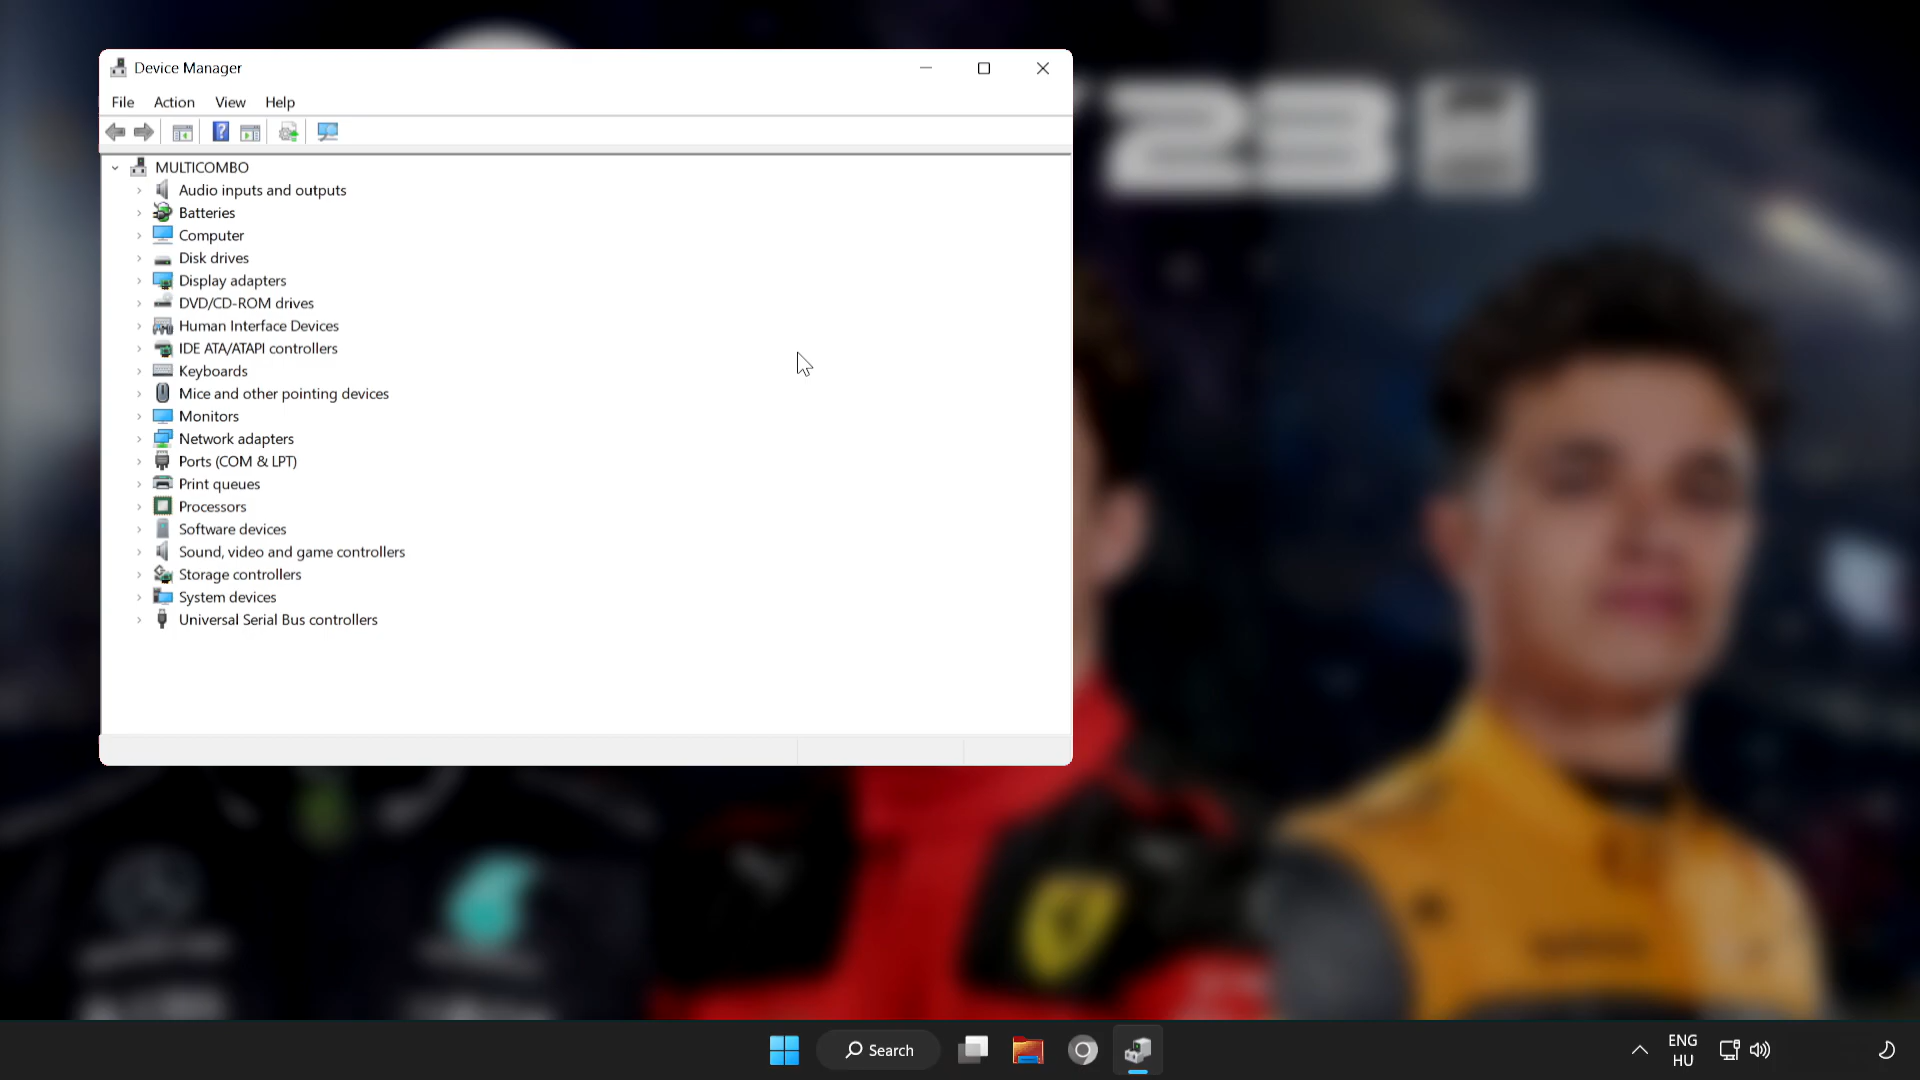 Device Manager
File Action View Help
23
MULTICOMBO
Audio inputs and outputs
Batteries
Computer
Disk drives
Display adapters
DVD/CD-ROM drives
Human Interface Devices
IDE ATA/ATAPI controllers
Keyboards
Mice and other pointing devices
Monitors
Network adapters
Ports (COM & LPT)
Print queues
Processors
Software devices
Sound, video and game controllers
Storage controllers
System devices
Universal Serial Bus controllers
Search
ENG
HU